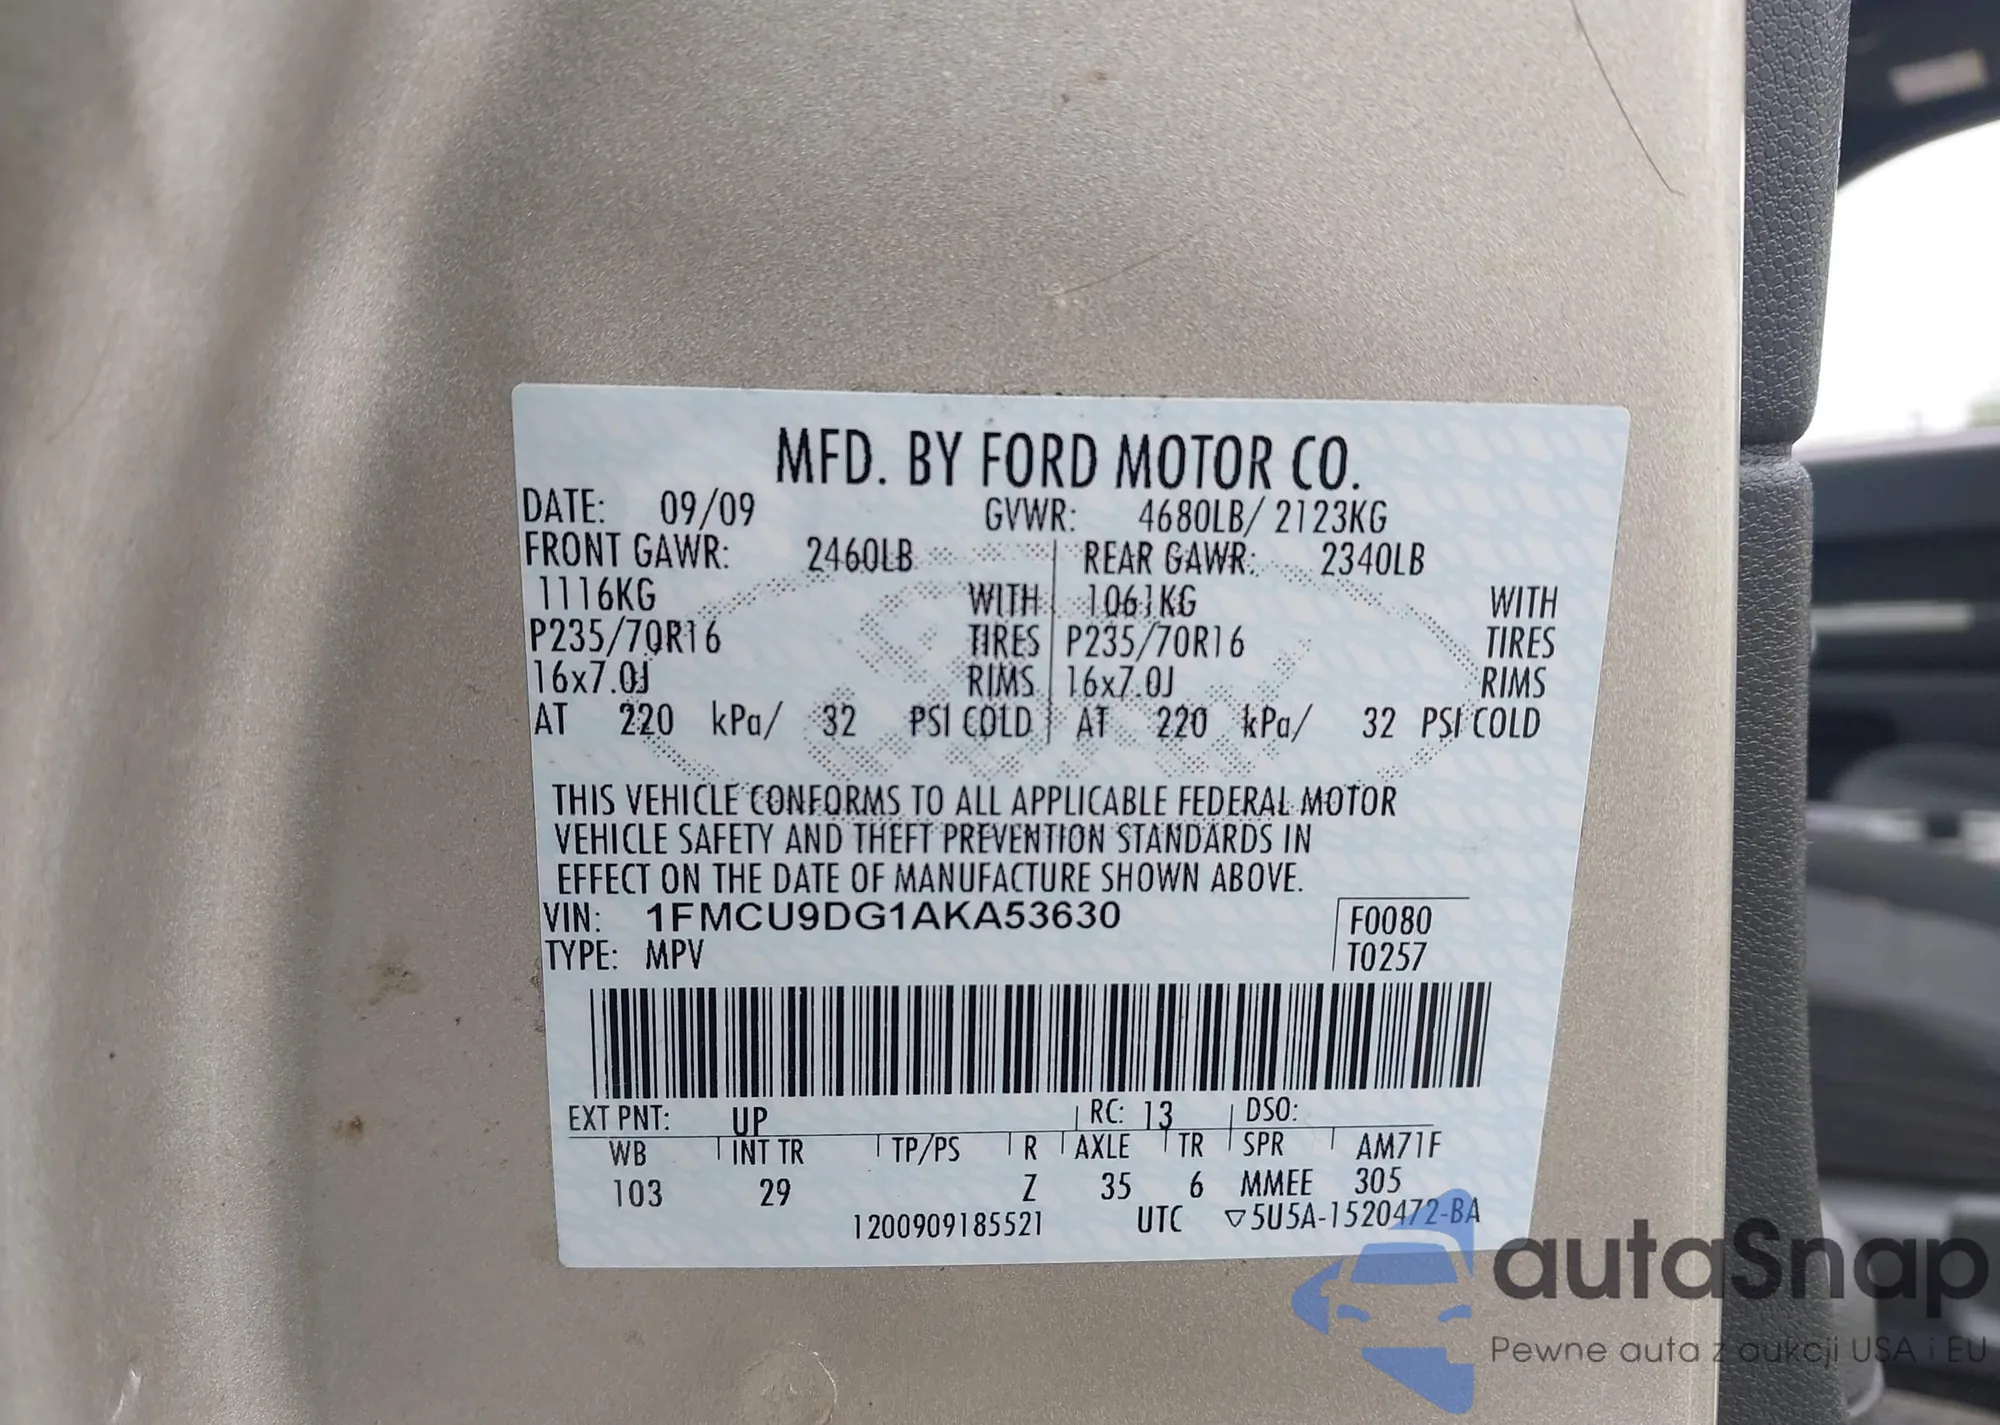 MFD. BY FORD MOTOR CO.
DATE: 09/09 GVWR: 4680LB/ 2123KG
FRONT GAWR: 2460LB REAR GAWR: 2340LB
1116KG WITH 1061KG WITH
P235/70R16 TIRES P235/70R16 TIRES
16x7.0J RIMS 16x7.0J RIMS
AT 220 kPa/ 32 PSI COLD AT 220 kPa/ 32 PSI COLD
THIS VEHICLE CONFORMS TO ALL APPLICABLE FEDERAL MOTOR
VEHICLE SAFETY AND THEFT PREVENTION STANDARDS IN
EFFECT ON THE DATE OF MANUFACTURE SHOWN ABOVE.
VIN: 1FMCU9DG1AKA53630 F0080
TYPE: MPV T0257
EXT PNT: UP RC: 13 DSO:
WB INT TR TP/PS R AXLE TR SPR AM71F
103 29 Z 35 6 MMEE 305
1200909185521 UTC ▽5U5A-1520472-BA
autoSnap
Pewne auta z aukcji USA i EU